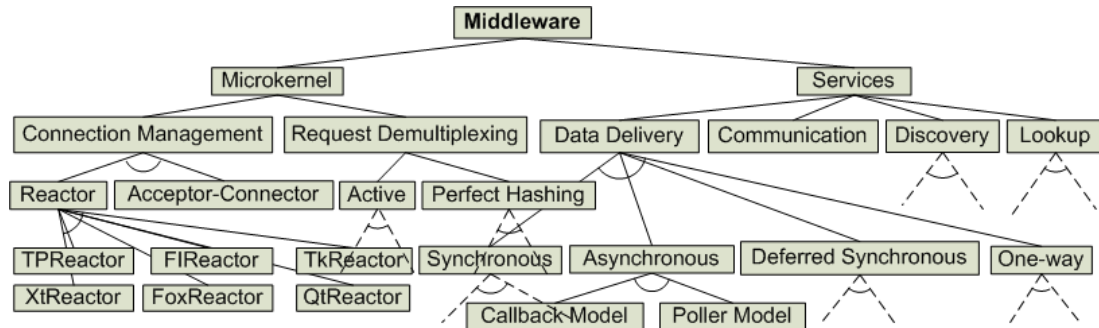 Middleware
Microkernel
Services
Connection Management
Request Demultiplexing
Data Delivery
Communication
Discovery
Lookup
Reactor
Acceptor-Connector
Active
Perfect Hashing
TPReactor
FlReactor
TkReactor
Synchronous
Asynchronous
Deferred Synchronous
One-way
XtReactor
FoxReactor
QtReactor
Callback Model
Poller Model